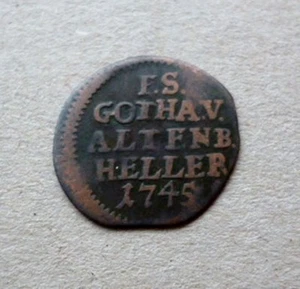 F.S.
GOTHA.V.
ALTENB.
HELLER
1745